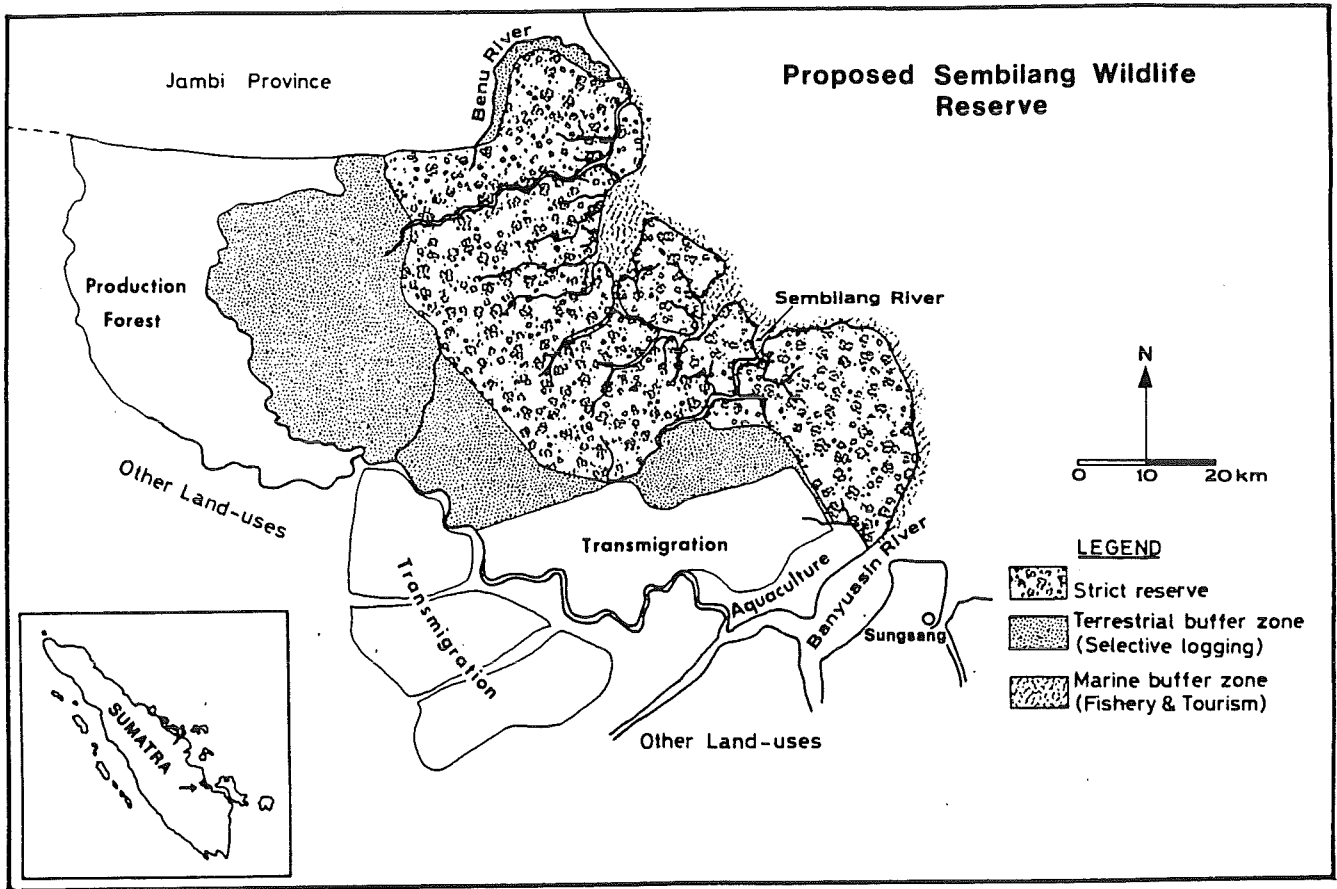 Proposed Sembilang Wildlife
Reserve
Jambi Province
Benu River
Production
Forest
Sembilang River
N
0 10 20 km
Other Land-uses
Transmigration
Transmigration
Aquaculture
Banyuasin River
Sungsang
Other Land-uses
LEGEND
Strict reserve
Terrestrial buffer zone
(Selective logging)
Marine buffer zone
(Fishery & Tourism)
SUMATRA